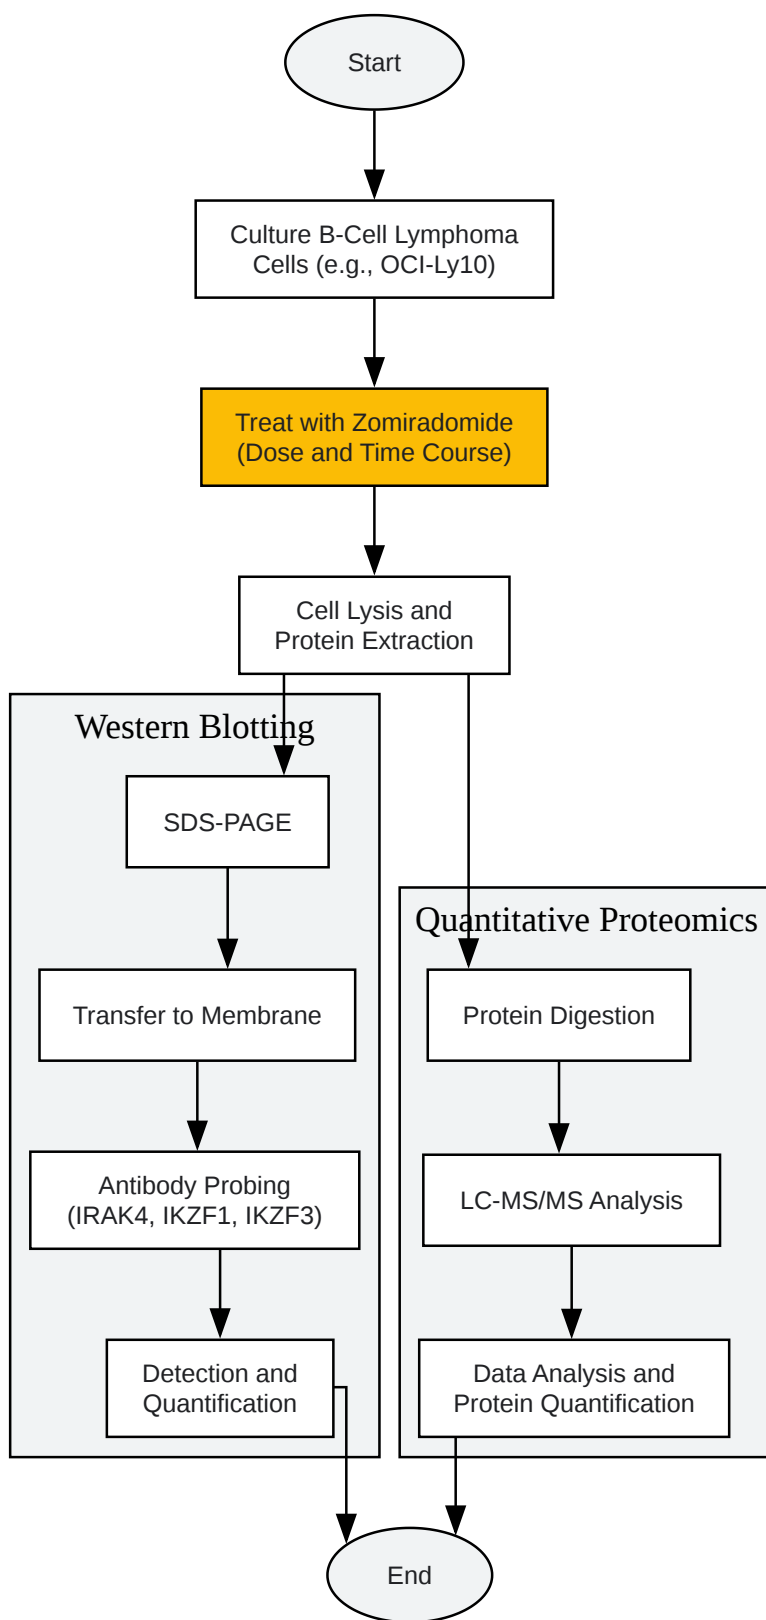 Start
Culture B-Cell Lymphoma
Cells (e.g., OCI-Ly10)
Treat with Zomiradomide
(Dose and Time Course)
Cell Lysis and
Protein Extraction
Western Blotting
SDS-PAGE
Transfer to Membrane
Antibody Probing
(IRAK4, IKZF1, IKZF3)
Detection and
Quantification
Quantitative Proteomics
Protein Digestion
LC-MS/MS Analysis
Data Analysis and
Protein Quantification
End